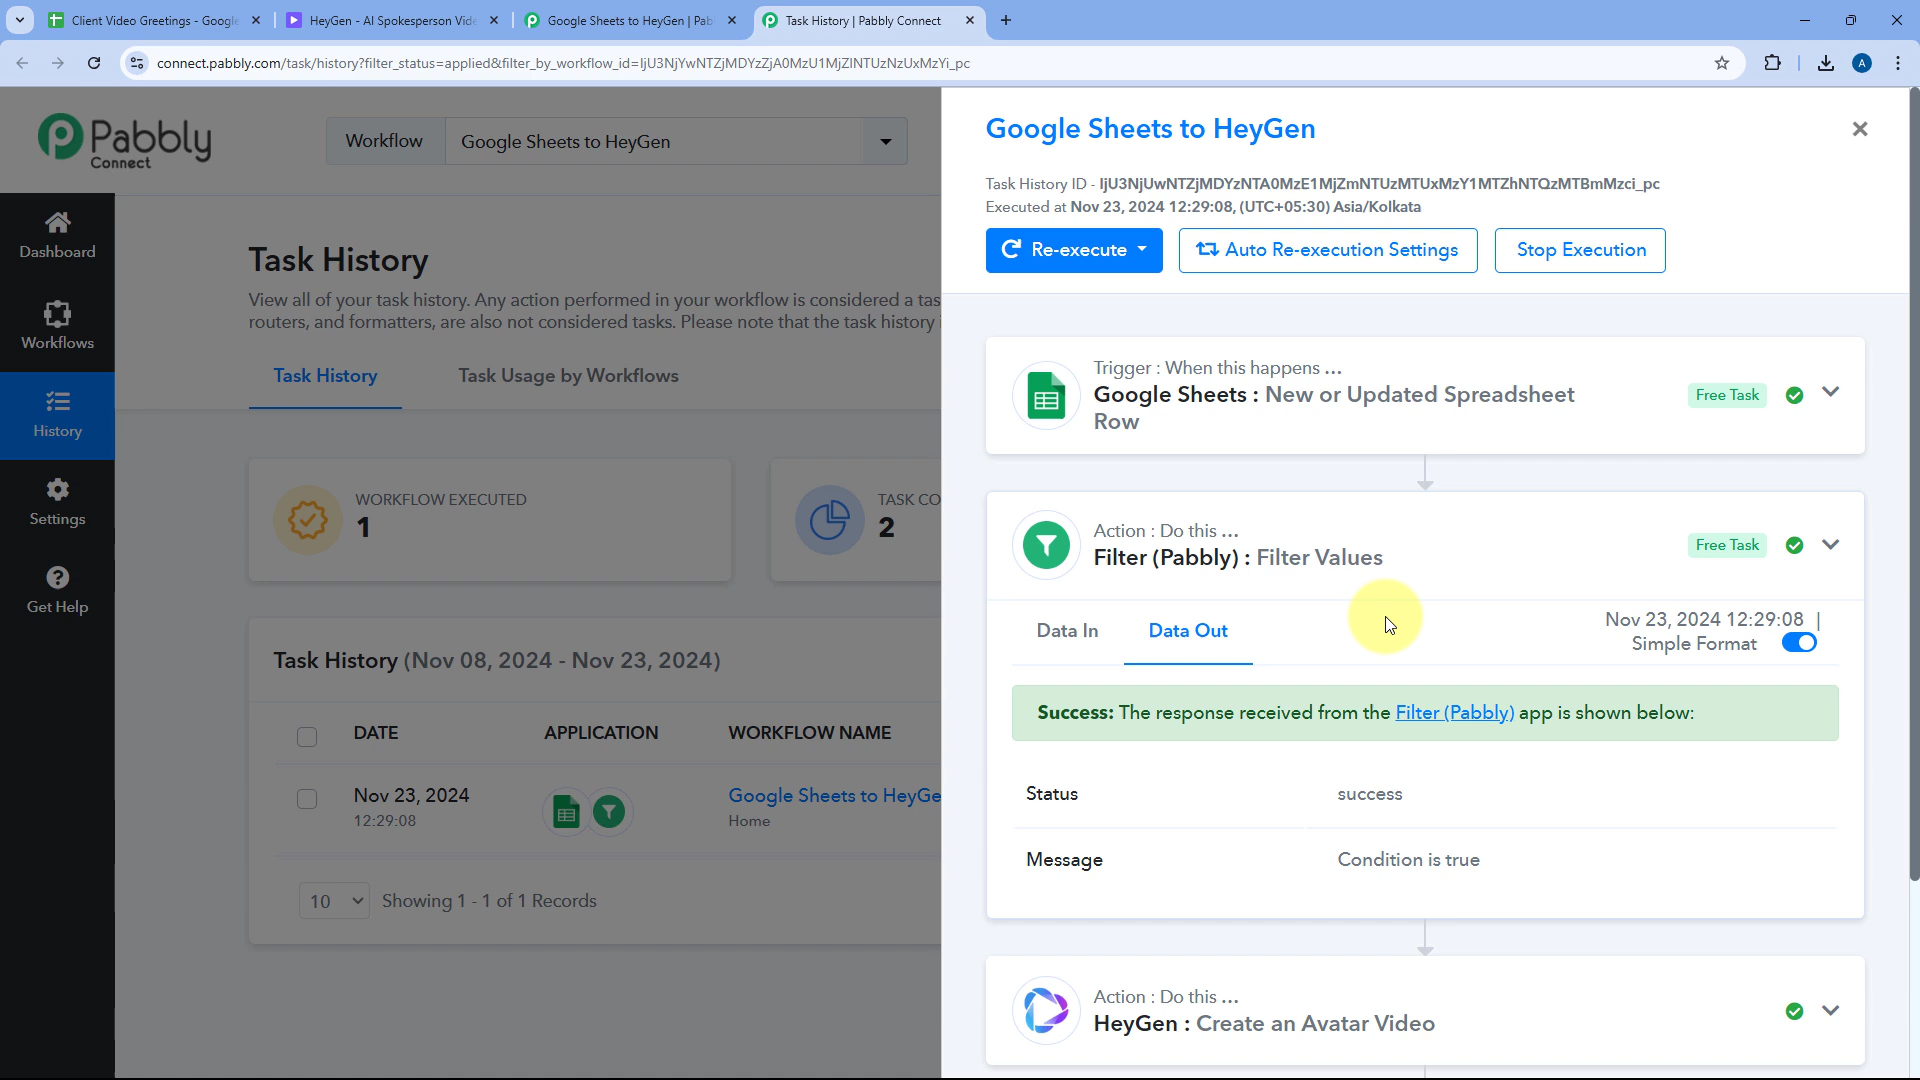 Client Video Greetings - Google
HeyGen - AI Spokesperson Vide
Google Sheets to HeyGen | Pab
Task History | Pabbly Connect
connect.pabbly.com/task/history?filter_status=applied&filter_by_workflow_id=IjU3NjYwNTZjMDYzZjA0MzU1MjZlNTUzNzUxMzYi_pc
A
Pabbly
Connect
Workflow
Google Sheets to HeyGen
Dashboard
Workflows
History
Settings
Get Help
Task History
View all of your task history. Any action performed in your workflow is considered a tas
routers, and formatters, are also not considered tasks. Please note that the task history i
Task History
Task Usage by Workflows
WORKFLOW EXECUTED
1
TASK CO
2
Task History (Nov 08, 2024 - Nov 23, 2024)
DATE
APPLICATION
WORKFLOW NAME
Nov 23, 2024
12:29:08
Google Sheets to HeyGe
Home
10
Showing 1 - 1 of 1 Records
Google Sheets to HeyGen
Task History ID - IjU3NjUwNTZjMDYzNTA0MzE1MjZmNTUzMTUxMzY1MTZhNTQzMTBmMzci_pc
Executed at Nov 23, 2024 12:29:08, (UTC+05:30) Asia/Kolkata
Re-execute
Auto Re-execution Settings
Stop Execution
Trigger : When this happens ...
Google Sheets : New or Updated Spreadsheet
Row
Free Task
Action : Do this ...
Filter (Pabbly) : Filter Values
Free Task
Data In
Data Out
Nov 23, 2024 12:29:08 |
Simple Format
Success: The response received from the Filter (Pabbly) app is shown below:
Status
success
Message
Condition is true
Action : Do this ...
HeyGen : Create an Avatar Video